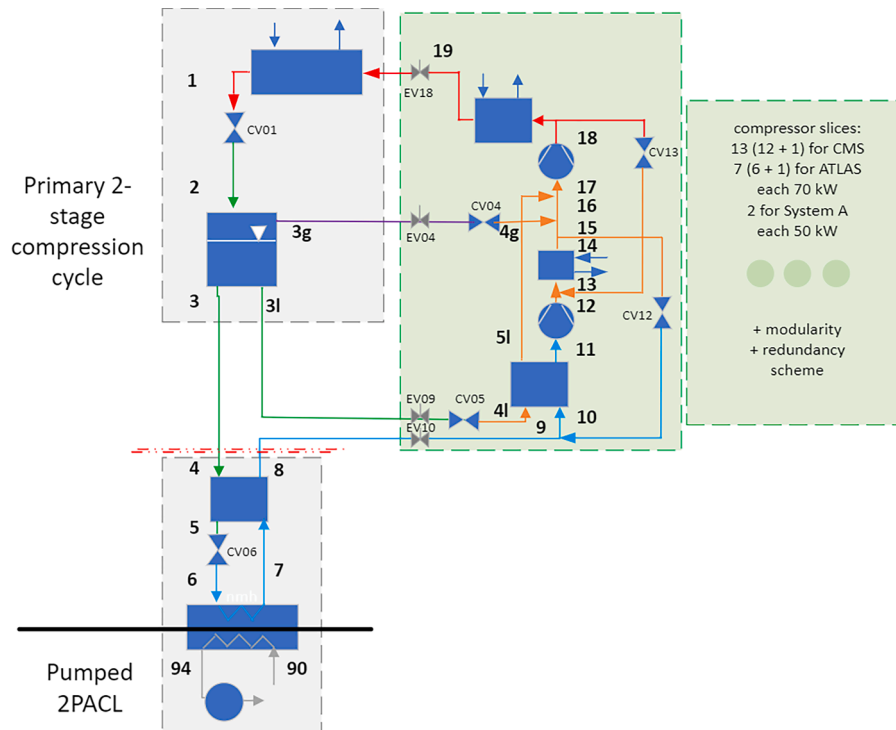 19
1
EV18
CV01
18
CV13
compressor slices:
13 (12 + 1) for CMS
7 (6 + 1) for ATLAS
each 70 kW
2 for System A
each 50 kW
Primary 2-
stage
compression
cycle
2
17
16
CV04
3g
EV04
4g
15
14
13
3
3l
12
CV12
5l
11
+ modularity
+ redundancy
scheme
EV09
CV05
4l
10
EV10
9
4
8
5
CV06
6
7
nmh
Pumped
2PACL
94
90